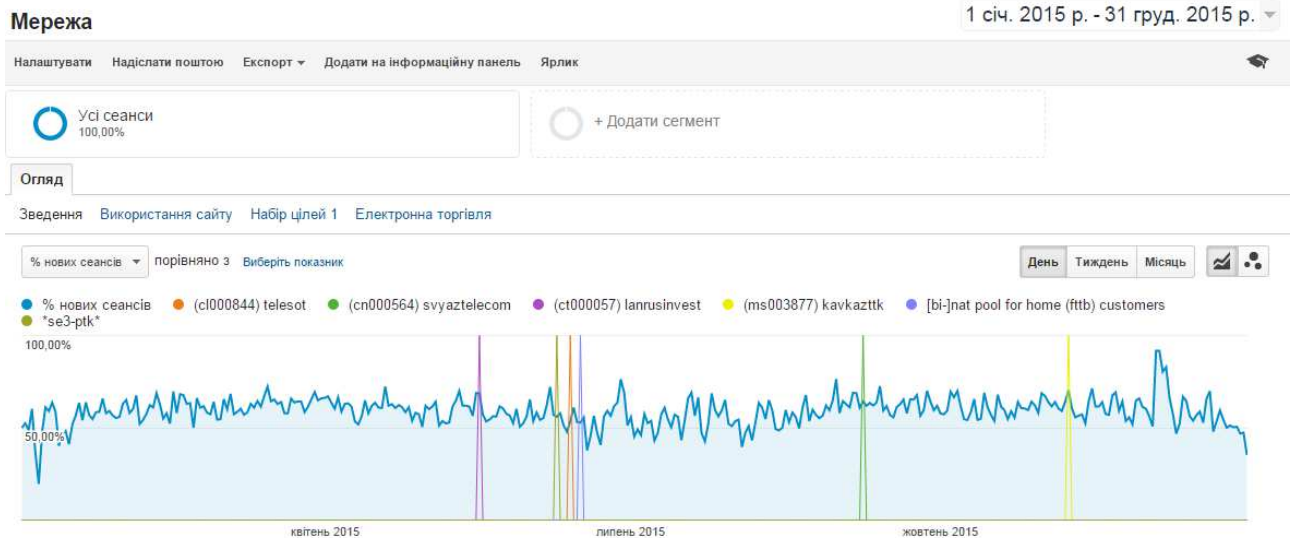 Мережа
1 січ. 2015 р. - 31 груд. 2015 р.
Налаштувати Надіслати поштою Експорт Додати на інформаційну панель Ярлик
Усі сеанси
100,00%
+ Додати сегмент
Огляд
Зведення Використання сайту Набір цілей 1 Електронна торгівля
% нових сеансів порівняно з Виберіть показник
День Тиждень Місяць
% нових сеансів (cl000844) telesot (cn000564) svyaztelecom (ct000057) lanrusinvest (ms003877) kavkazttk [bi-]nat pool for home (fttb) customers
*se3-ptk*
100,00%
50,00%
квітень 2015 липень 2015 жовтень 2015